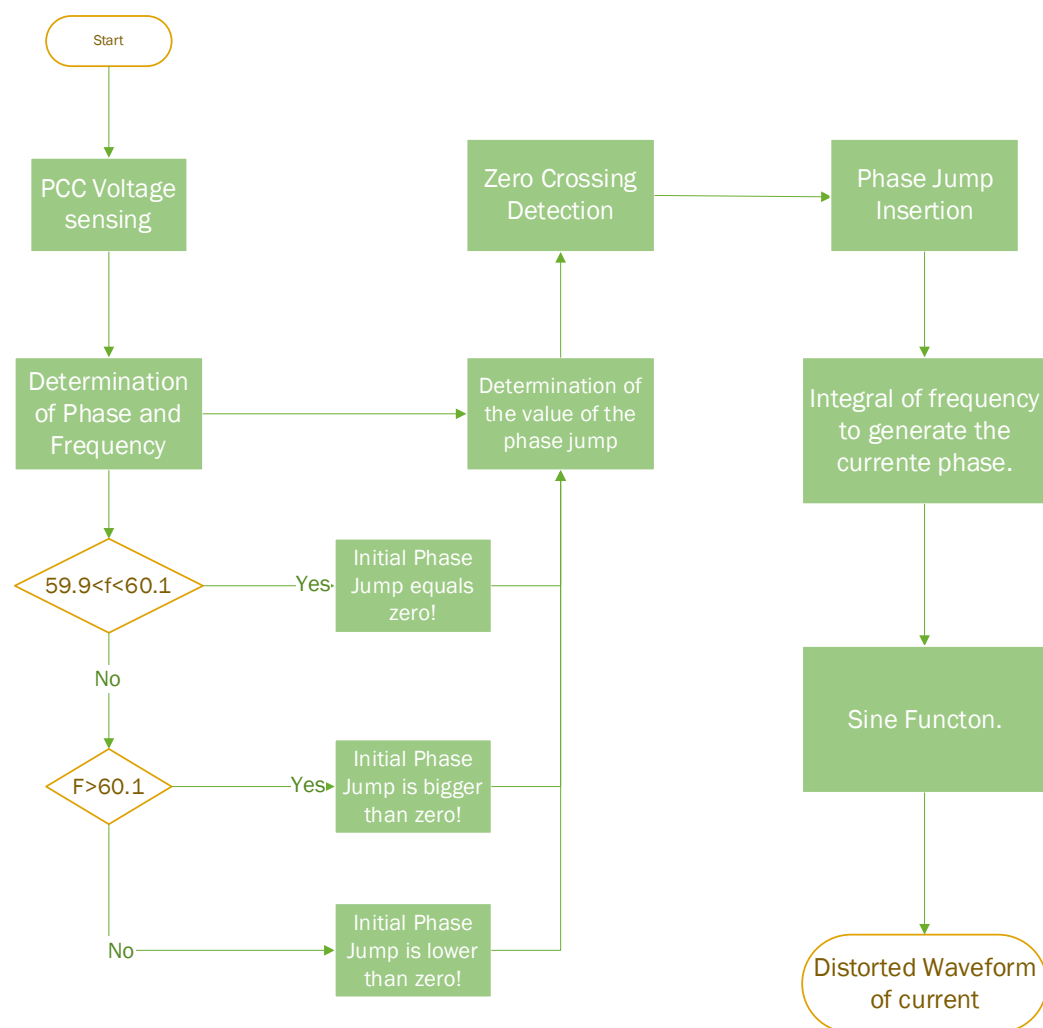 Start
PCC Voltage
sensing
Determination
of Phase and
Frequency
59.9<f<60.1
Yes
Initial Phase
Jump equals
zero!
No
F>60.1
Yes
Initial Phase
Jump is bigger
than zero!
No
Initial Phase
Jump is lower
than zero!
Determination of
the value of the
phase jump
Zero Crossing
Detection
Phase Jump
Insertion
Integral of frequency
to generate the
currente phase.
Sine Functon.
Distorted Waveform
of current